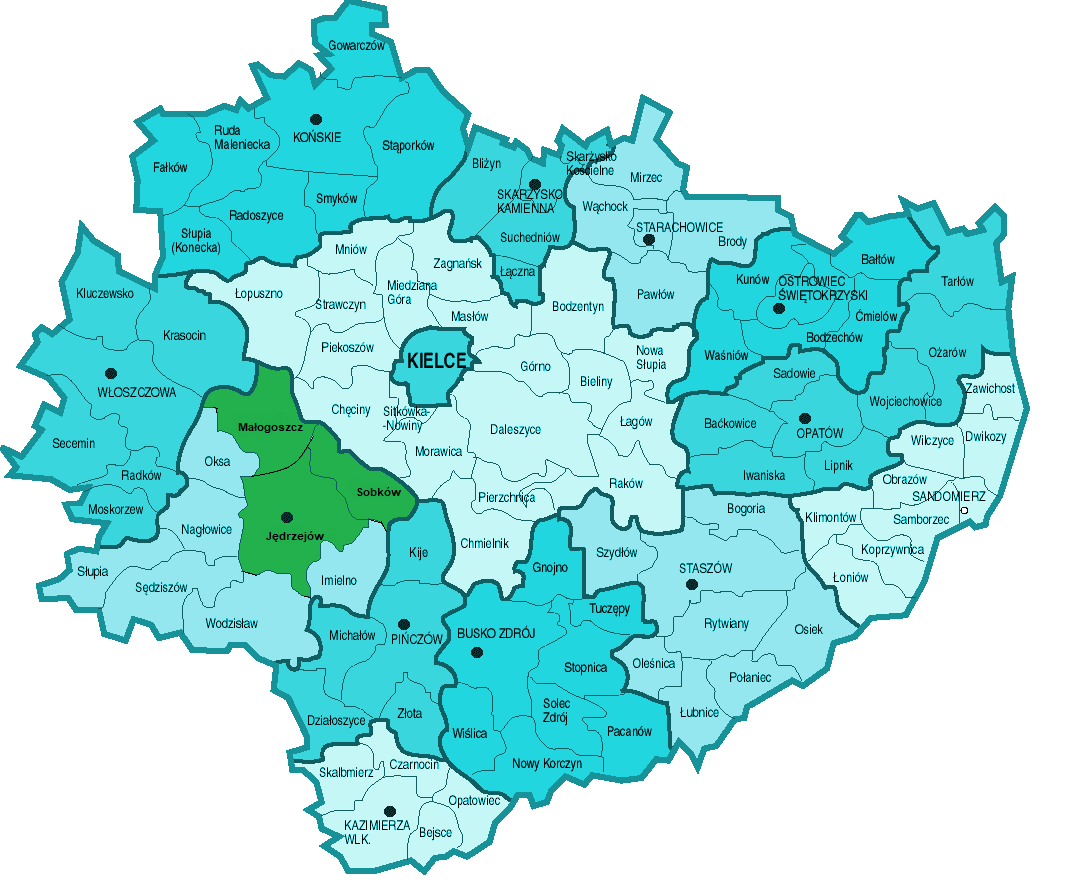 Gowarczów
KOŃSKIE
Ruda
Maleniecka
Stąporków
Fałków
Smyków
Radoszyce
Słupia
(Konecka)
Bliżyn
Skarżysko
Kościelne
SKARŻYSKO
KAMIENNA
Suchedniów
Łączna
Mirzec
Wąchock
STARACHOWICE
Brody
Pawłów
Mniów
Zagnańsk
Łopuszno
Strawczyn
Miedziana
Góra
Masłów
Bodzentyn
Piekoszów
KIELCE
Górno
Bieliny
Nowa
Słupia
Chęciny
Sitkówka-
-Nowiny
Daleszyce
Łagów
Morawica
Pierzchnica
Raków
Chmielnik
Kunów
OSTROWIEC
ŚWIĘTOKRZYSKI
Bałtów
Ćmielów
Bodzechów
Waśniów
Tarłów
Ożarów
Sadowie
Wojciechowice
Baćkowice
OPATÓW
Iwaniska
Lipnik
Zawichost
Wilczyce
Dwikozy
Obrazów
SANDOMIERZ
Klimontów
Samborzec
Koprzywnca
Łoniów
Kluczewsko
Krasocin
WŁOSZCZOWA
Secemin
Radków
Moskorzew
Małogoszcz
Oksa
Sobków
Nagłowice
Jędrzejów
Słupia
Sędziszów
Imielno
Wodzisław
Kije
Michałów
PIŃCZÓW
Działoszyce
Złota
Gnojno
Tuczępy
BUSKO ZDRÓJ
Stopnica
Solec
Zdrój
Wiślica
Pacanów
Nowy Korczyn
Bogoria
Szydłów
STASZÓW
Rytwiany
Osiek
Oleśnica
Połaniec
Łubnice
Skalbmierz
Czarnocin
Opatowiec
KAZIMIERZA
WLK.
Bejsce